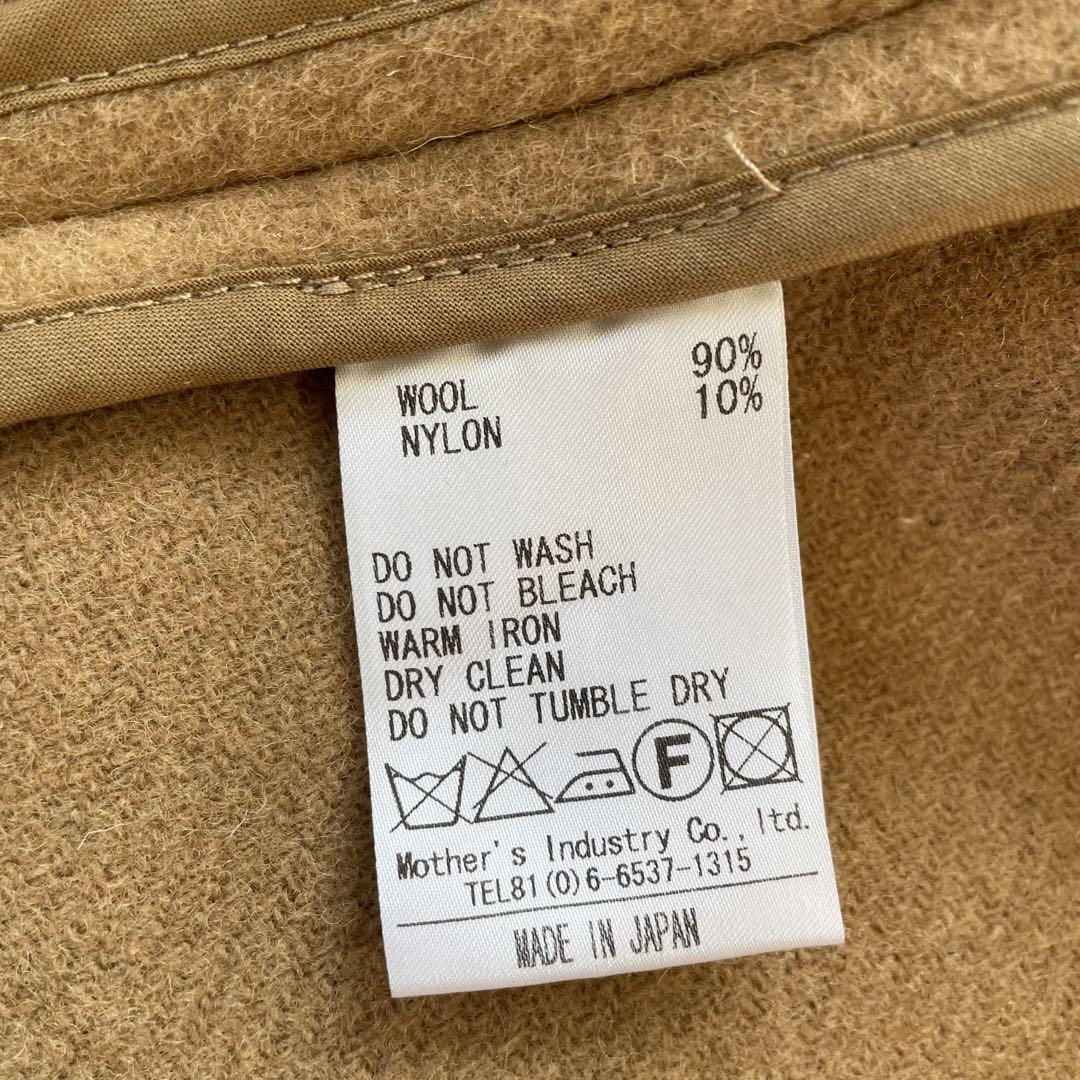 WOOL 90%
NYLON 10%
DO NOT WASH
DO NOT BLEACH
WARM IRON
DRY CLEAN
DO NOT TUMBLE DRY
F
Mother's Industry Co., ltd.
TEL81(0)6-6537-1315
MADE IN JAPAN